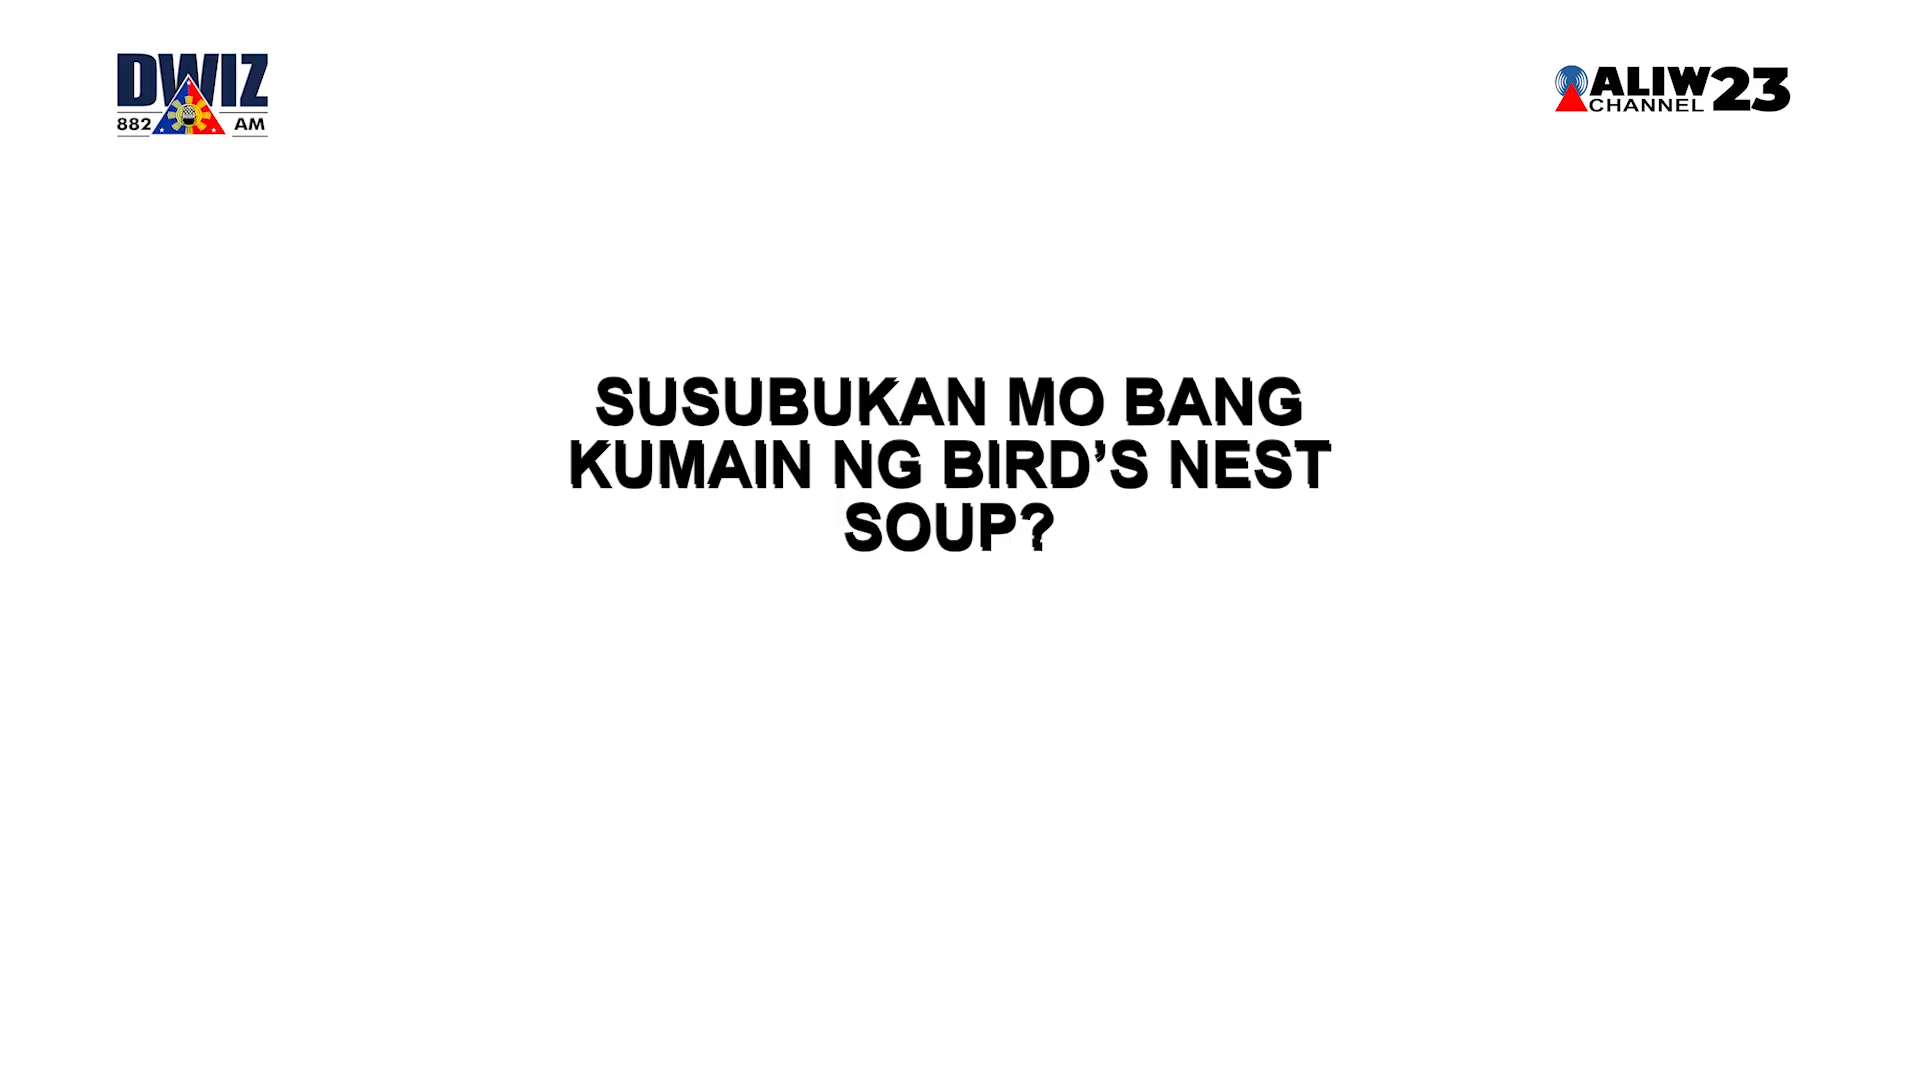 DWIZ
882 AM
ALIW 23
CHANNEL
SUSUBUKAN MO BANG
KUMAIN NG BIRD’S NEST
SOUP?